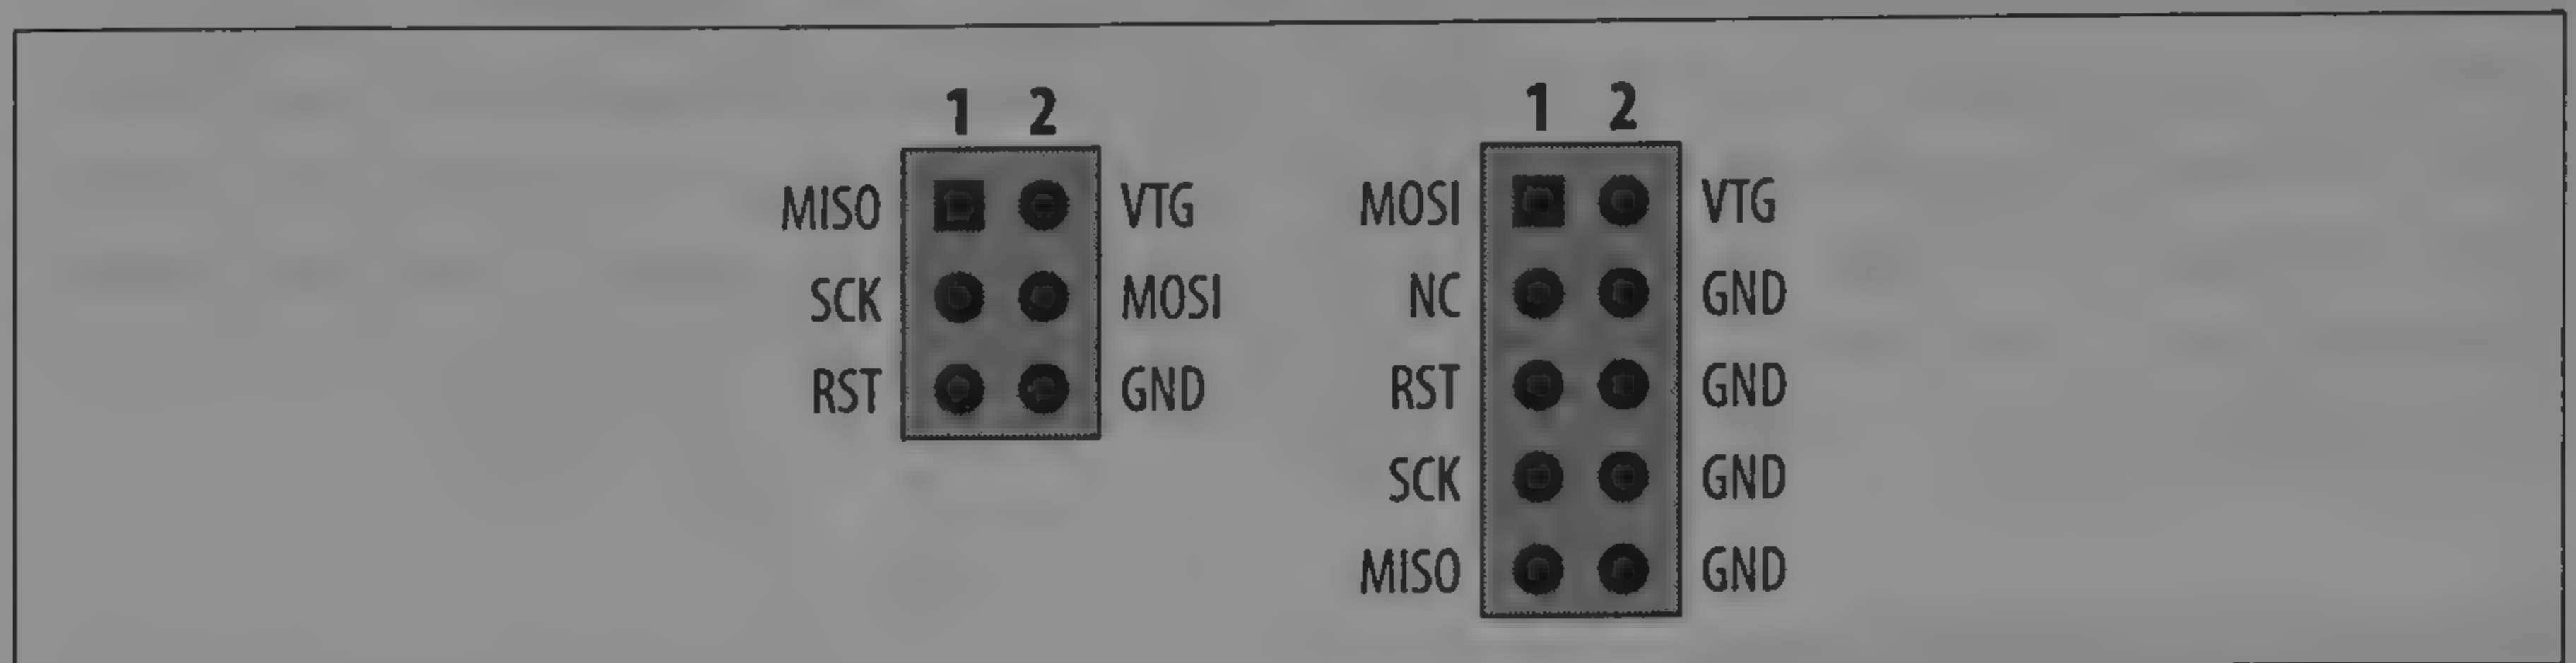 1 2
MISO VTG
SCK MOSI
RST GND
1 2
MOSI VTG
NC GND
RST GND
SCK GND
MISO GND